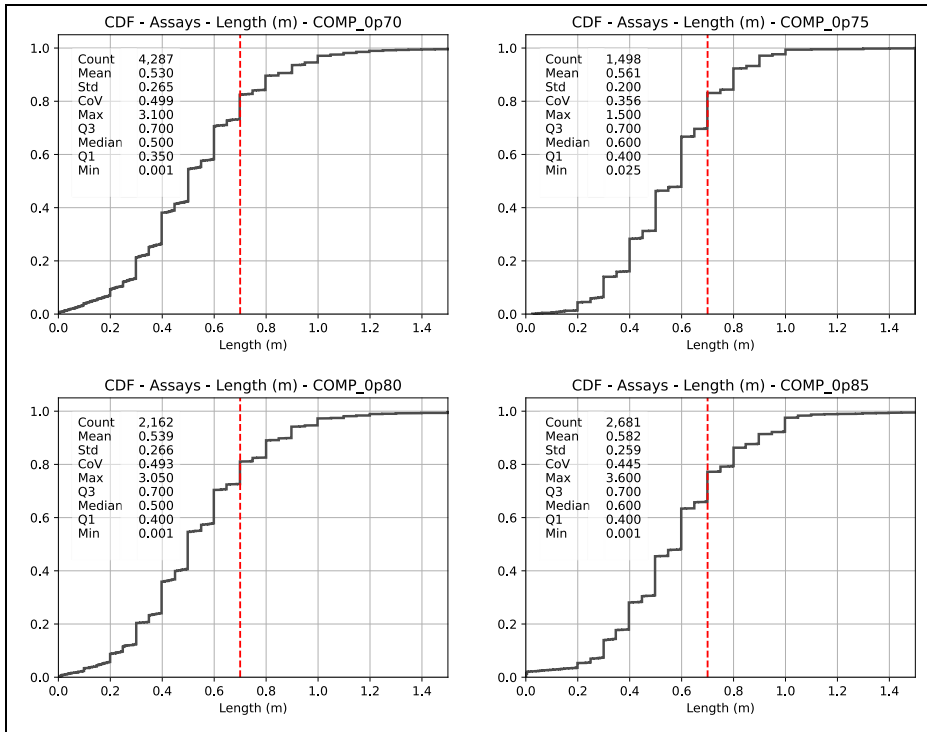 CDF - Assays - Length (m) - COMP_0p70
1.0
0.8
0.6
0.4
0.2
0.0
Count 4,287
Mean 0.530
Std 0.265
CoV 0.499
Max 3.100
Q3 0.700
Median 0.500
Q1 0.350
Min 0.001
0.0 0.2 0.4 0.6 0.8 1.0 1.2 1.4
Length (m)
CDF - Assays - Length (m) - COMP_0p75
1.0
0.8
0.6
0.4
0.2
0.0
Count 1,498
Mean 0.561
Std 0.200
CoV 0.356
Max 1.500
Q3 0.700
Median 0.600
Q1 0.400
Min 0.025
0.0 0.2 0.4 0.6 0.8 1.0 1.2 1.4
Length (m)
CDF - Assays - Length (m) - COMP_0p80
1.0
0.8
0.6
0.4
0.2
0.0
Count 2,162
Mean 0.539
Std 0.266
CoV 0.493
Max 3.050
Q3 0.700
Median 0.500
Q1 0.400
Min 0.001
0.0 0.2 0.4 0.6 0.8 1.0 1.2 1.4
Length (m)
CDF - Assays - Length (m) - COMP_0p85
1.0
0.8
0.6
0.4
0.2
0.0
Count 2,681
Mean 0.582
Std 0.259
CoV 0.445
Max 3.600
Q3 0.700
Median 0.600
Q1 0.400
Min 0.001
0.0 0.2 0.4 0.6 0.8 1.0 1.2 1.4
Length (m)